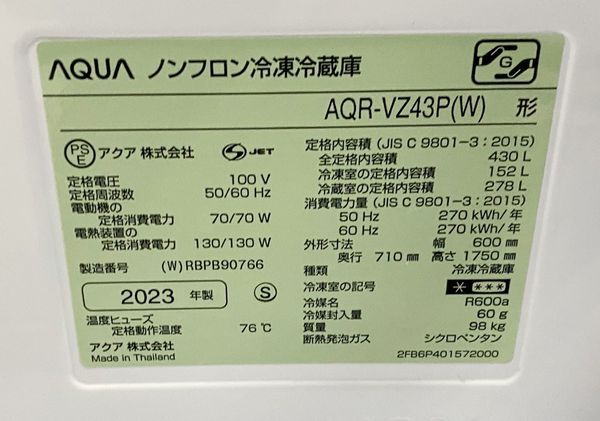 AQUA ノンフロン冷凍冷蔵庫
G
AQR-VZ43P(W) 形
PSE アクア 株式会社 S JET
定格電圧 100 V
定格周波数 50/60 Hz
電動機の
定格消費電力 70/70 W
電熱装置の
定格消費電力 130/130 W
製造番号 (W)RBPB90766
2023 年製 S
温度ヒューズ
定格動作温度 76℃
アクア 株式会社
Made in Thailand
定格内容積 (JIS C 9801-3:2015)
全定格内容積 430 L
冷凍室の定格内容積 152 L
冷蔵室の定格内容積 278 L
消費電力量 (JIS C 9801-3:2015)
50 Hz 270 kWh/年
60 Hz 270 kWh/年
外形寸法 幅 600 mm
奥行 710 mm 高さ 1750 mm
種類 冷凍冷蔵庫
冷凍室の記号 * ***
冷媒名 R600a
冷媒封入量 60 g
質量 98 kg
断熱発泡ガス シクロペンタン
2FB6P401572000